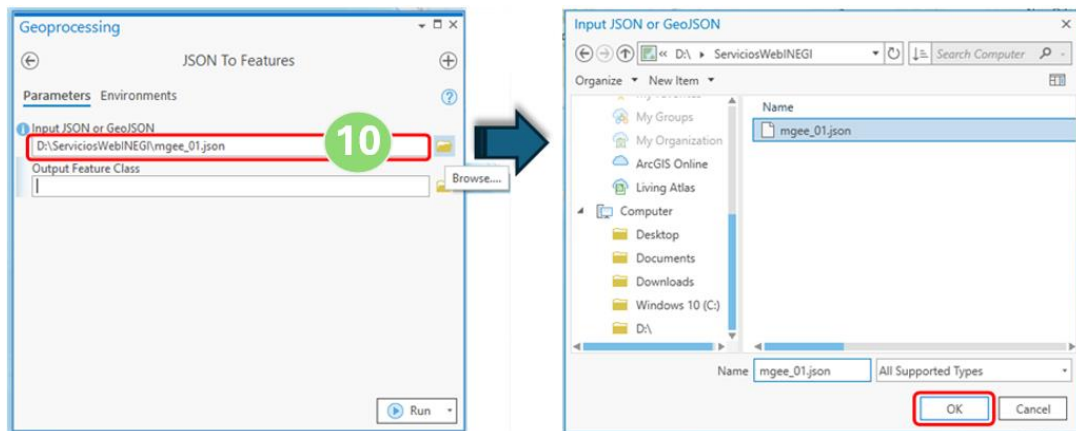 Geoprocessing
JSON To Features
Parameters Environments
Input JSON or GeoJSON
D:\ServiciosWebINEGI\mgee_01.json
10
Output Feature Class
Browse....
Run
Input JSON or GeoJSON
« D:\ ServiciosWebINEGI
Search Computer
Organize New Item
My Groups
My Organization
ArcGIS Online
Living Atlas
Computer
Desktop
Documents
Downloads
Windows 10 (C:)
D:\
Name
mgee_01.json
Name mgee_01.json All Supported Types
OK Cancel